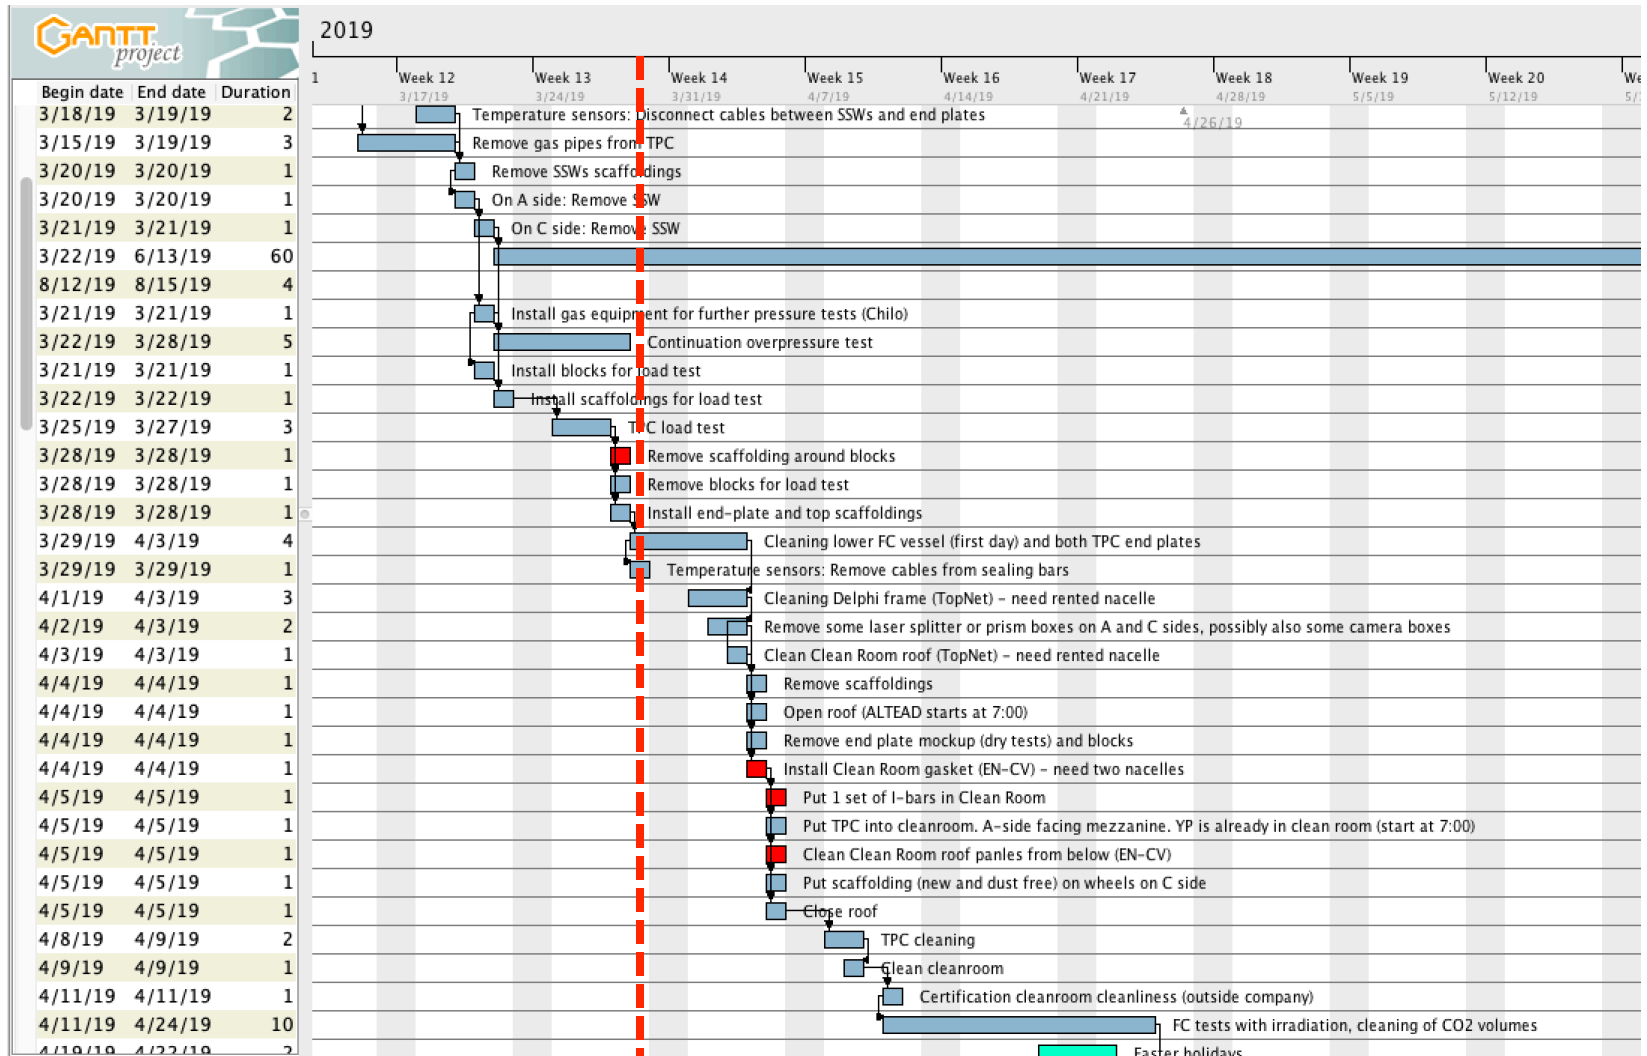 GANTT project
2019
1 Week 12 Week 13 Week 14 Week 15 Week 16 Week 17 Week 18 Week 19 Week 20 We
Begin date End date Duration 3/17/19 3/24/19 3/31/19 4/7/19 4/14/19 4/21/19 4/28/19 5/5/19 5/12/19
3/18/19 3/19/19 2 Temperature sensors: Disconnect cables between SSWs and end plates
4/26/19
3/15/19 3/19/19 3 Remove gas pipes from TPC
3/20/19 3/20/19 1 Remove SSWs scaffoldings
3/20/19 3/20/19 1 On A side: Remove SSW
3/21/19 3/21/19 1 On C side: Remove SSW
3/22/19 6/13/19 60
8/12/19 8/15/19 4
3/21/19 3/21/19 1 Install gas equipment for further pressure tests (Chilo)
3/22/19 3/28/19 5 Continuation overpressure test
3/21/19 3/21/19 1 Install blocks for load test
3/22/19 3/22/19 1 Install scaffoldings for load test
3/25/19 3/27/19 3 TPC load test
3/28/19 3/28/19 1 Remove scaffolding around blocks
3/28/19 3/28/19 1 Remove blocks for load test
3/28/19 3/28/19 1 Install end-plate and top scaffoldings
3/29/19 4/3/19 4 Cleaning lower FC vessel (first day) and both TPC end plates
3/29/19 3/29/19 1 Temperature sensors: Remove cables from sealing bars
4/1/19 4/3/19 3 Cleaning Delphi frame (TopNet) - need rented nacelle
4/2/19 4/3/19 2 Remove some laser splitter or prism boxes on A and C sides, possibly also some camera boxes
4/3/19 4/3/19 1 Clean Clean Room roof (TopNet) - need rented nacelle
4/4/19 4/4/19 1 Remove scaffoldings
4/4/19 4/4/19 1 Open roof (ALTEAD starts at 7:00)
4/4/19 4/4/19 1 Remove end plate mockup (dry tests) and blocks
4/4/19 4/4/19 1 Install Clean Room gasket (EN-CV) - need two nacelles
4/5/19 4/5/19 1 Put 1 set of I-bars in Clean Room
4/5/19 4/5/19 1 Put TPC into cleanroom. A-side facing mezzanine. YP is already in clean room (start at 7:00)
4/5/19 4/5/19 1 Clean Clean Room roof panles from below (EN-CV)
4/5/19 4/5/19 1 Put scaffolding (new and dust free) on wheels on C side
4/5/19 4/5/19 1 Close roof
4/8/19 4/9/19 2 TPC cleaning
4/9/19 4/9/19 1 Clean cleanroom
4/11/19 4/11/19 1 Certification cleanroom cleanliness (outside company)
4/11/19 4/24/19 10 FC tests with irradiation, cleaning of CO2 volumes
4/19/19 4/22/19 2 Easter holidays